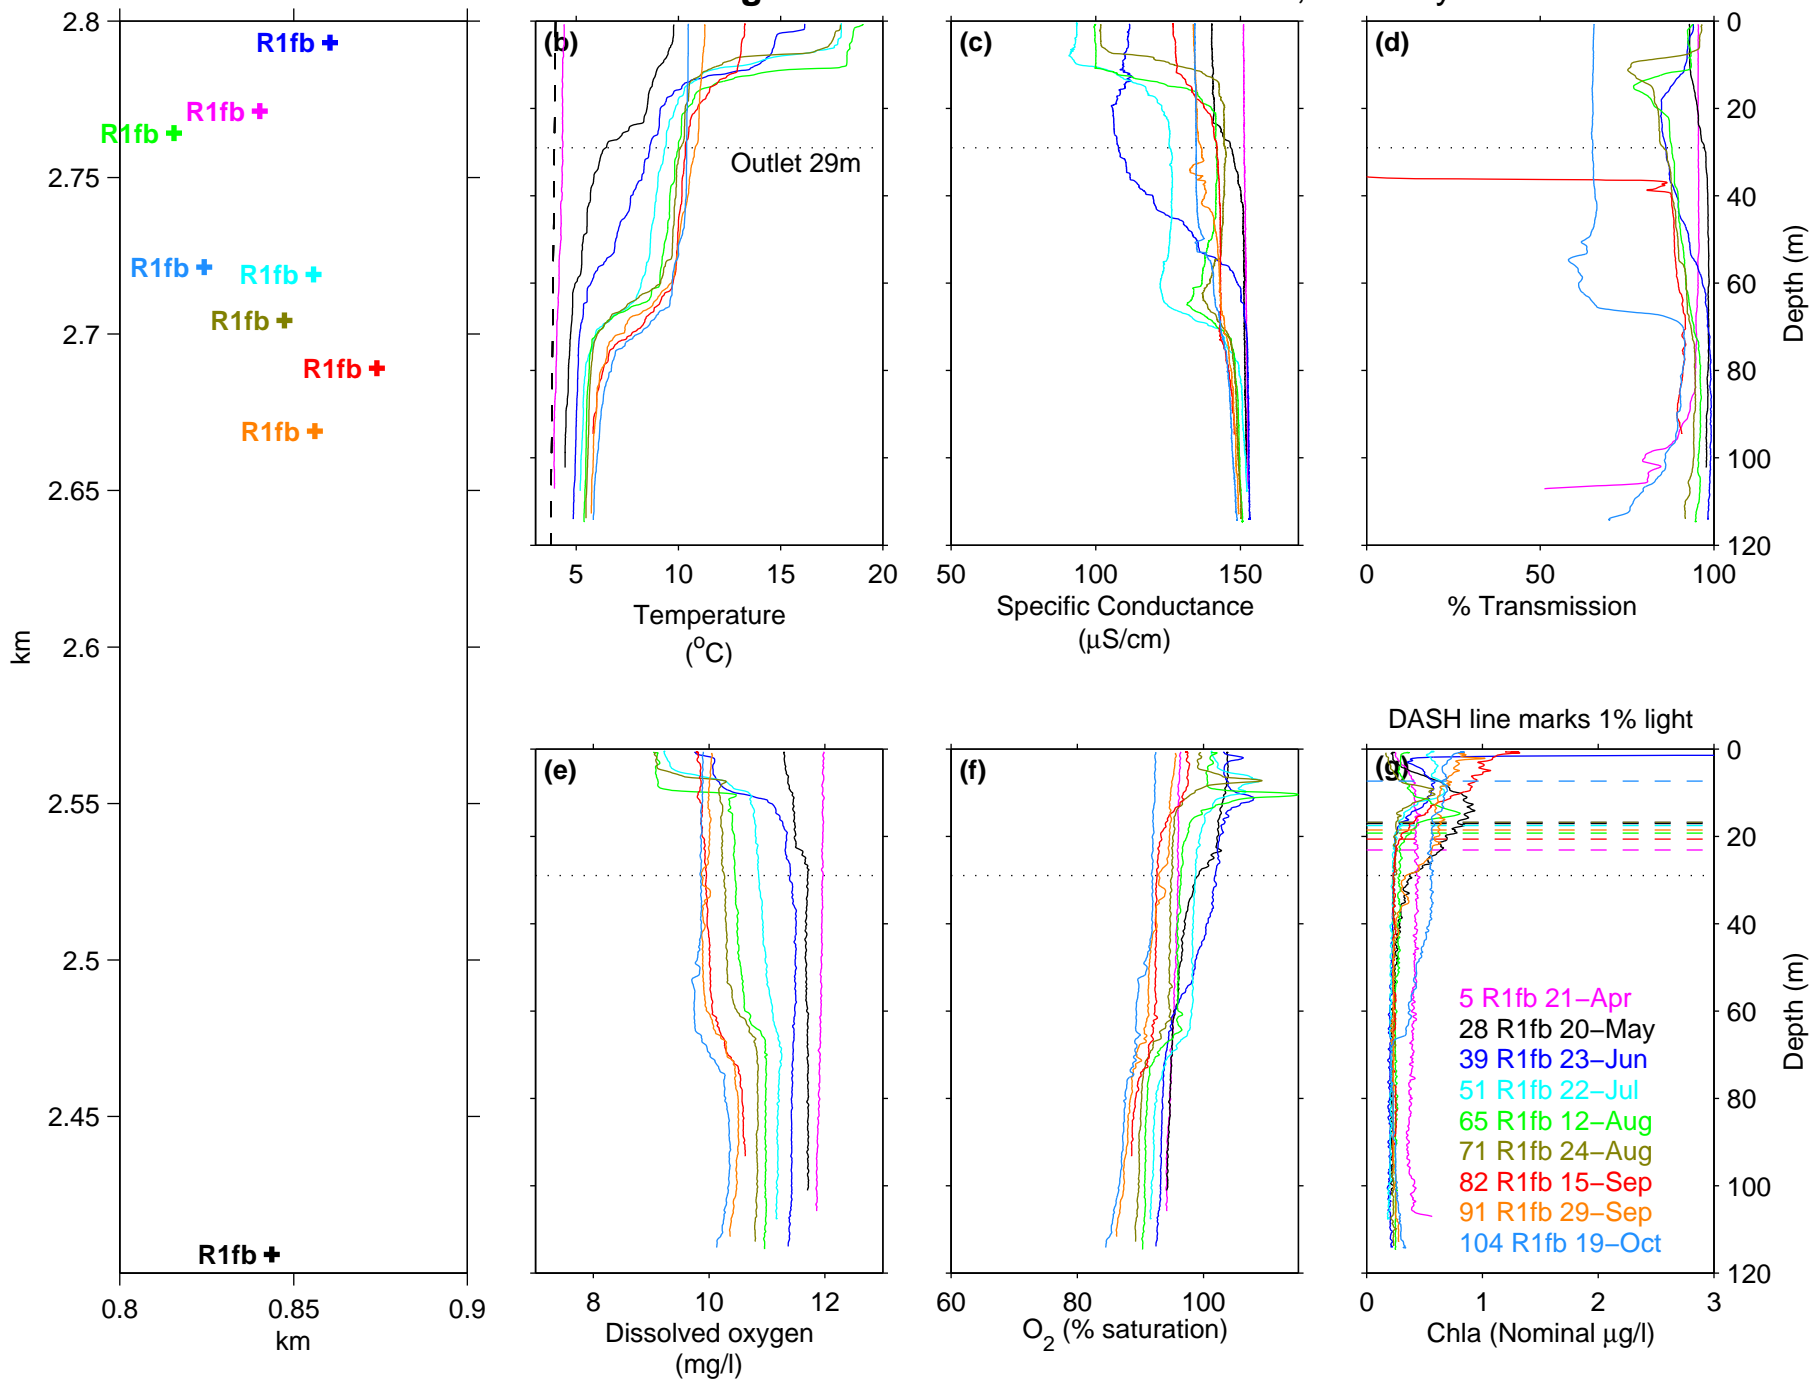 2.8
2.75
2.7
2.65
2.6
2.55
2.5
2.45
km
0.8
0.85
0.9
km
R1fb
R1fb
R1fb
R1fb
R1fb
R1fb
R1fb
R1fb
R1fb
(b)
Outlet 29m
5
10
15
20
Temperature
(°C)
(c)
50
100
150
Specific Conductance
(μS/cm)
(d)
0
50
100
% Transmission
0
20
40
60
80
100
120
Depth (m)
(e)
8
10
12
Dissolved oxygen
(mg/l)
(f)
60
80
100
O2 (% saturation)
DASH line marks 1% light
(g)
5 R1fb 21−Apr
28 R1fb 20−May
39 R1fb 23−Jun
51 R1fb 22−Jul
65 R1fb 12−Aug
71 R1fb 24−Aug
82 R1fb 15−Sep
91 R1fb 29−Sep
104 R1fb 19−Oct
0
1
2
3
Chla (Nominal μg/l)
0
20
40
60
80
100
120
Depth (m)